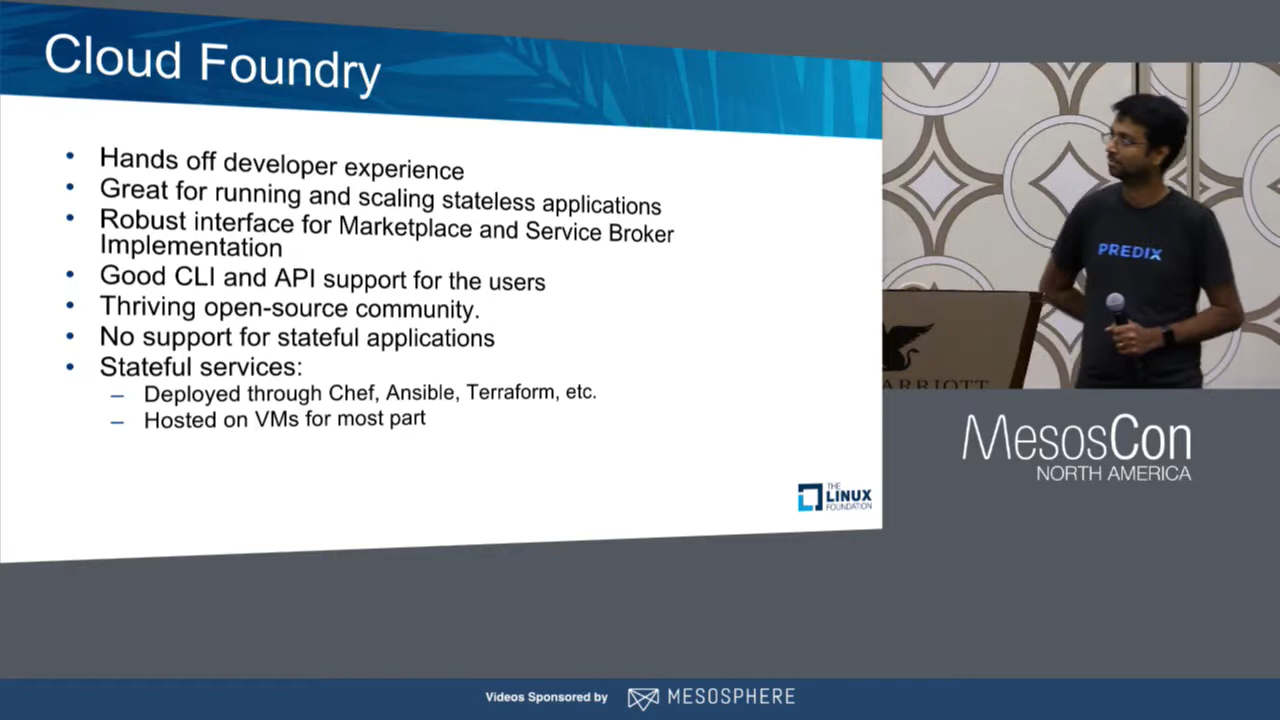 Cloud Foundry
• Hands off developer experience
• Great for running and scaling stateless applications
• Robust interface for Marketplace and Service Broker
Implementation
• Good CLI and API support for the users
• Thriving open-source community.
• No support for stateful applications
• Stateful services:
– Deployed through Chef, Ansible, Terraform, etc.
– Hosted on VMs for most part
THE
LINUX
FOUNDATION
PREDIX
ARRIOTT
MesosCon
NORTH AMERICA
Videos Sponsored by MESOSPHERE